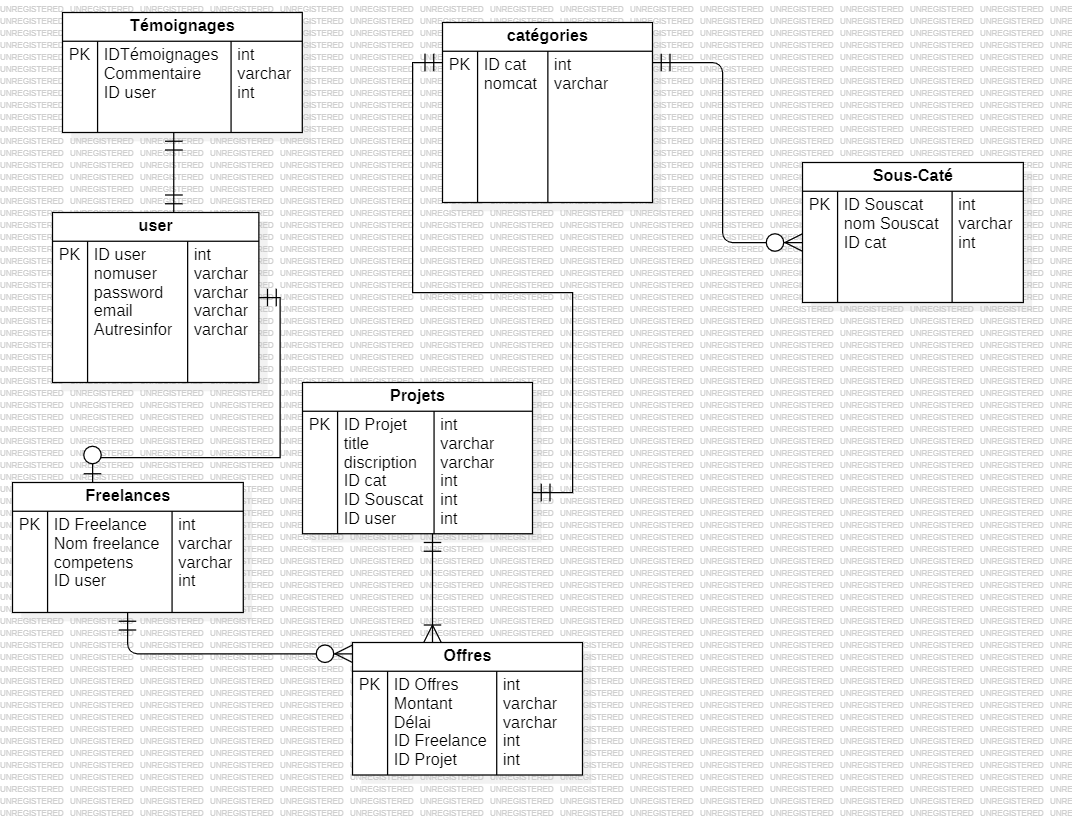 Témoignages
PK IDTémoignages int
Commentaire varchar
ID user int
catégories
PK ID cat int
nomcat varchar
Sous-Caté
PK ID Souscat int
nom Souscat varchar
ID cat int
user
PK ID user int
nomuser varchar
password varchar
email varchar
Autresinfor varchar
Projets
PK ID Projet int
title varchar
discription varchar
ID cat int
ID Souscat int
ID user int
Freelances
PK ID Freelance int
Nom freelance varchar
competens varchar
ID user int
Offres
PK ID Offres int
Montant varchar
Délai varchar
ID Freelance int
ID Projet int
UNREGISTERED